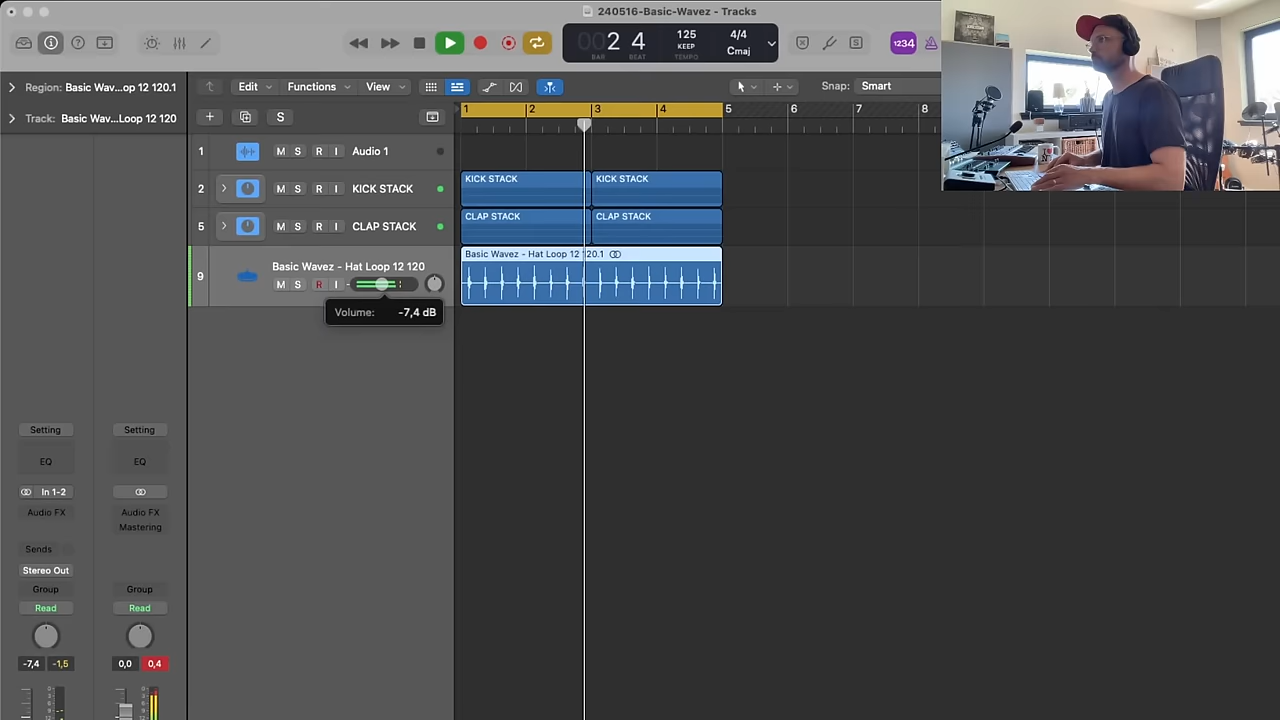 240516-Basic-Wavez - Tracks
002 4
BAR BEAT
125
KEEP
TEMPO
4/4
Cmaj
1234
Region: Basic Wav...op 12 120.1
Track: Basic Wav...Loop 12 120
Edit Functions View
Snap: Smart
S
1 2 3 4 5 6 7 8
1 M S R I Audio 1
2 M S R I KICK STACK
KICK STACK KICK STACK
5 M S R I CLAP STACK
CLAP STACK CLAP STACK
9 Basic Wavez - Hat Loop 12 120
M S R I
Basic Wavez - Hat Loop 12 120.1
Volume: -7,4 dB
Setting Setting
EQ EQ
In 1-2
Audio FX Audio FX
Mastering
Sends
Stereo Out
Group Group
Read Read
-7,4 -1,5 0,0 0,4